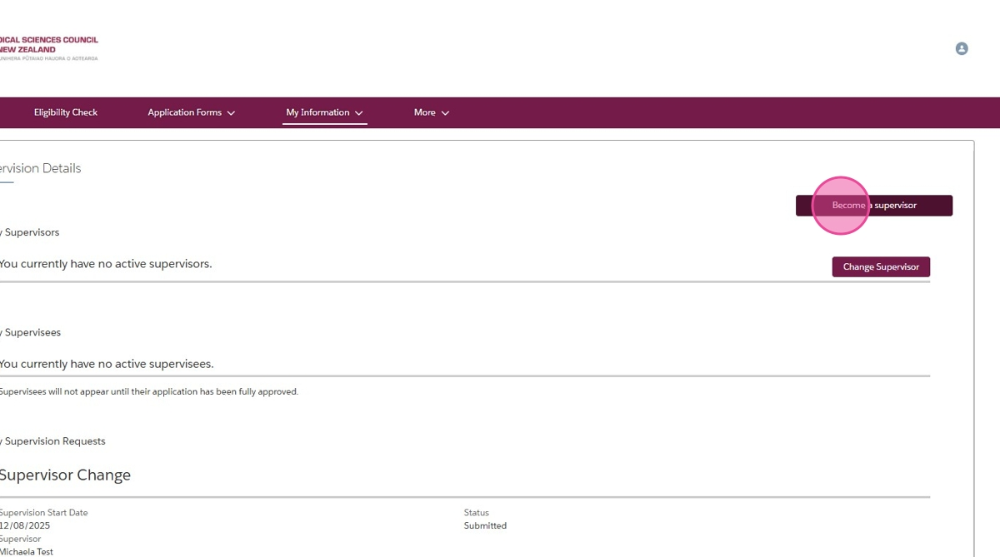 DICAL SCIENCES COUNCIL
NEW ZEALAND
UNIHERA PŪTAIAO HAUORA O AOTEAROA
Eligibility Check
Application Forms
My Information
More
ervision Details
Become a supervisor
y Supervisors
You currently have no active supervisors.
Change Supervisor
y Supervisees
You currently have no active supervisees.
Supervisees will not appear until their application has been fully approved.
y Supervision Requests
Supervisor Change
Supervision Start Date
12/08/2025
Supervisor
Michaela Test
Status
Submitted